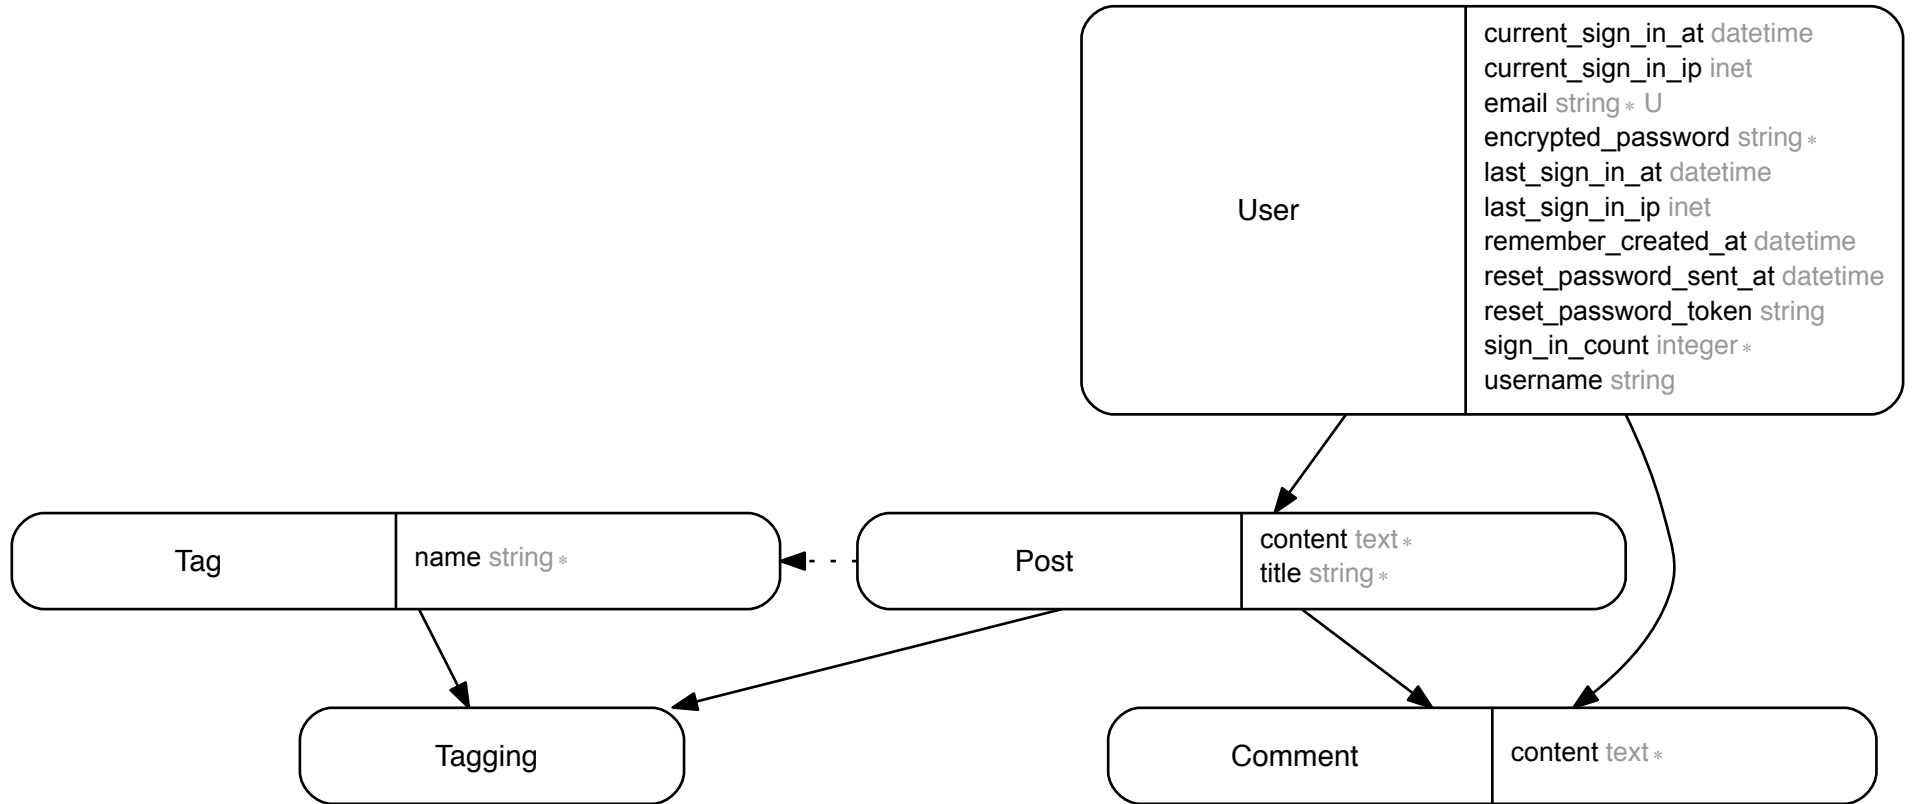 User
current_sign_in_at datetime
current_sign_in_ip inet
email string * U
encrypted_password string *
last_sign_in_at datetime
last_sign_in_ip inet
remember_created_at datetime
reset_password_sent_at datetime
reset_password_token string
sign_in_count integer *
username string
Tag
name string *
Post
content text *
title string *
Tagging
Comment
content text *